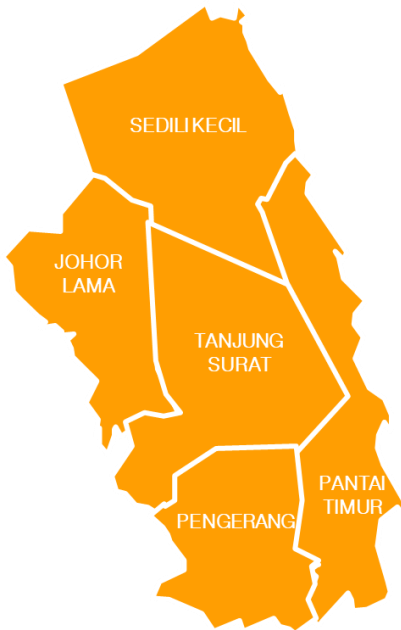 SEDILI KECIL
JOHOR
LAMA
TANJUNG
SURAT
PANTAI
TIMUR
PENGERANG